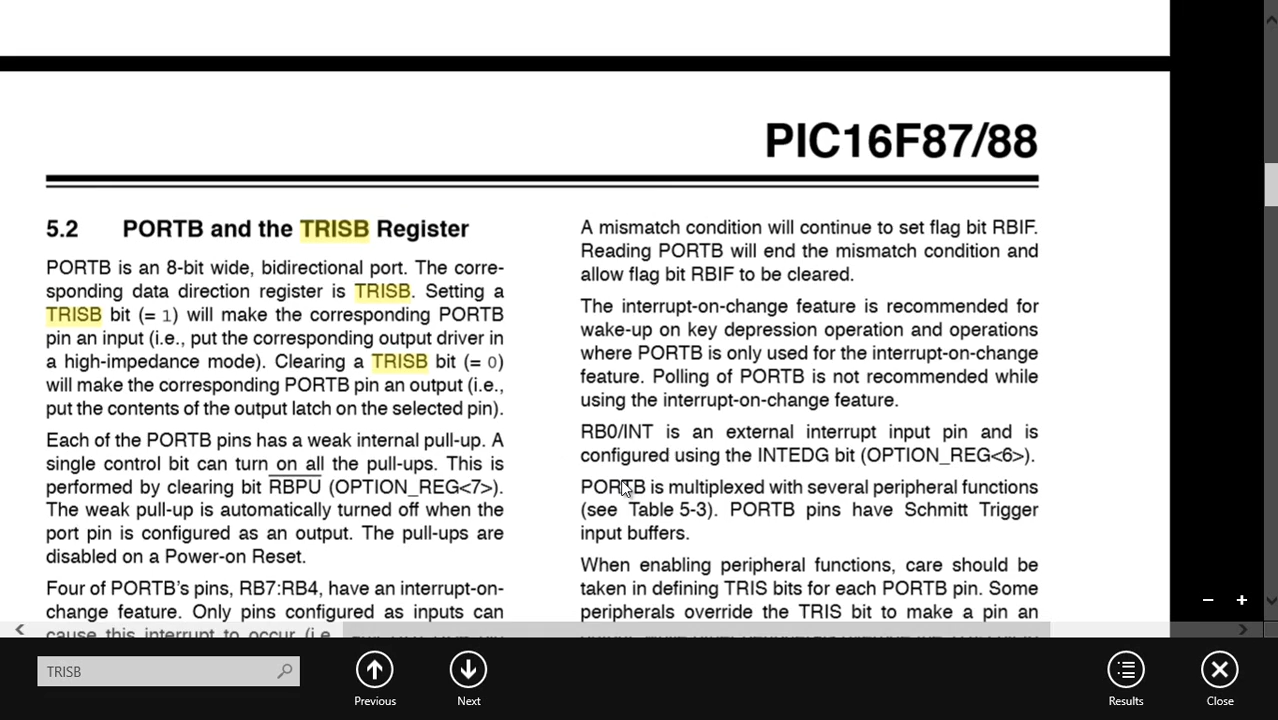 PIC16F87/88
5.2 PORTB and the TRISB Register
PORTB is an 8-bit wide, bidirectional port. The corre-
sponding data direction register is TRISB. Setting a
TRISB bit (= 1) will make the corresponding PORTB
pin an input (i.e., put the corresponding output driver in
a high-impedance mode). Clearing a TRISB bit (= 0)
will make the corresponding PORTB pin an output (i.e.,
put the contents of the output latch on the selected pin).
Each of the PORTB pins has a weak internal pull-up. A
single control bit can turn on all the pull-ups. This is
performed by clearing bit RBPU (OPTION_REG<7>).
The weak pull-up is automatically turned off when the
port pin is configured as an output. The pull-ups are
disabled on a Power-on Reset.
Four of PORTB's pins, RB7:RB4, have an interrupt-on-
change feature. Only pins configured as inputs can
cause this interrupt to occur (i.e.
A mismatch condition will continue to set flag bit RBIF.
Reading PORTB will end the mismatch condition and
allow flag bit RBIF to be cleared.
The interrupt-on-change feature is recommended for
wake-up on key depression operation and operations
where PORTB is only used for the interrupt-on-change
feature. Polling of PORTB is not recommended while
using the interrupt-on-change feature.
RB0/INT is an external interrupt input pin and is
configured using the INTEDG bit (OPTION_REG<6>).
PORTB is multiplexed with several peripheral functions
(see Table 5-3). PORTB pins have Schmitt Trigger
input buffers.
When enabling peripheral functions, care should be
taken in defining TRIS bits for each PORTB pin. Some
peripherals override the TRIS bit to make a pin an
TRISB
Previous
Next
Results
Close